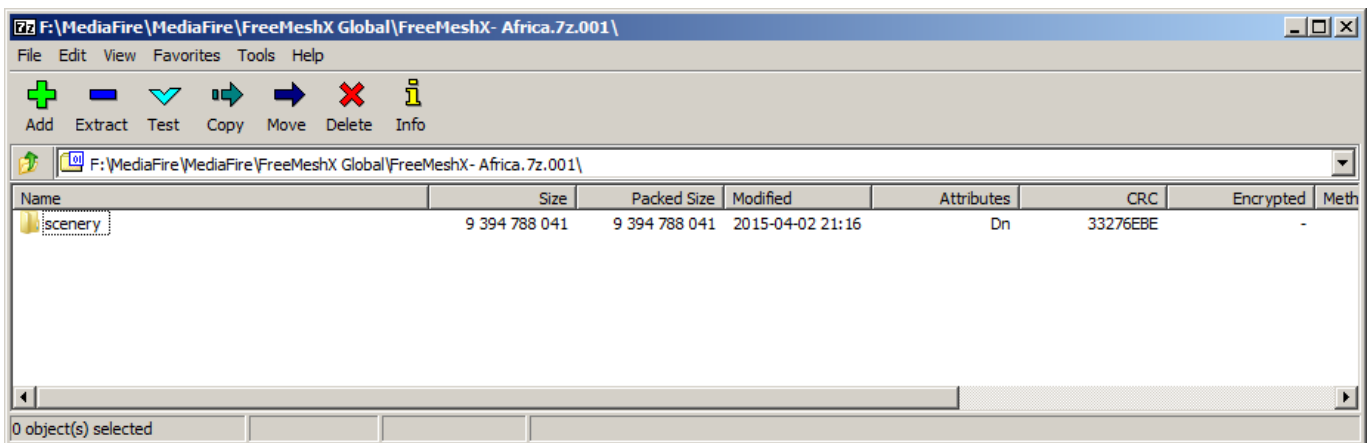 7z F:\MediaFire\MediaFire\FreeMeshX Global\FreeMeshX- Africa.7z.001\
File Edit View Favorites Tools Help
Add Extract Test Copy Move Delete Info
F:\MediaFire\MediaFire\FreeMeshX Global\FreeMeshX- Africa.7z.001\
Name Size Packed Size Modified Attributes CRC Encrypted Meth
scenery 9 394 788 041 9 394 788 041 2015-04-02 21:16 Dn 33276EBE -
0 object(s) selected